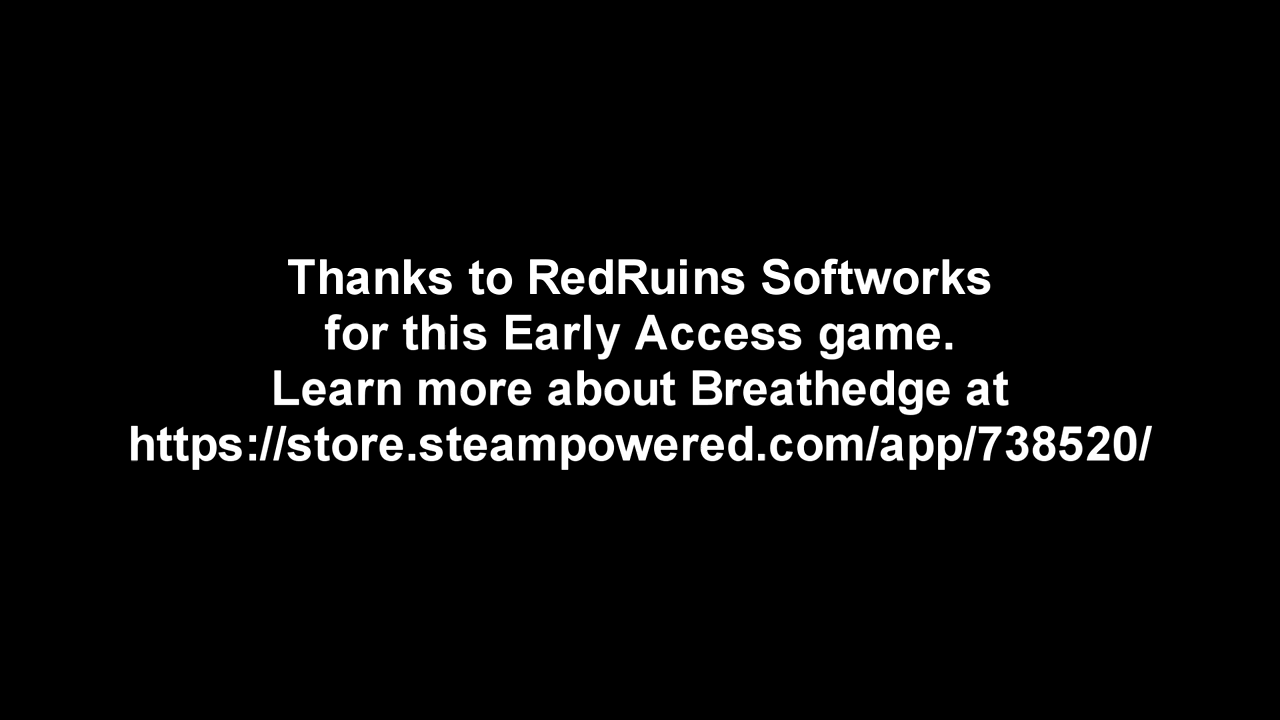 Thanks to RedRuins Softworks
for this Early Access game.
Learn more about Breathedge at
https://store.steampowered.com/app/738520/